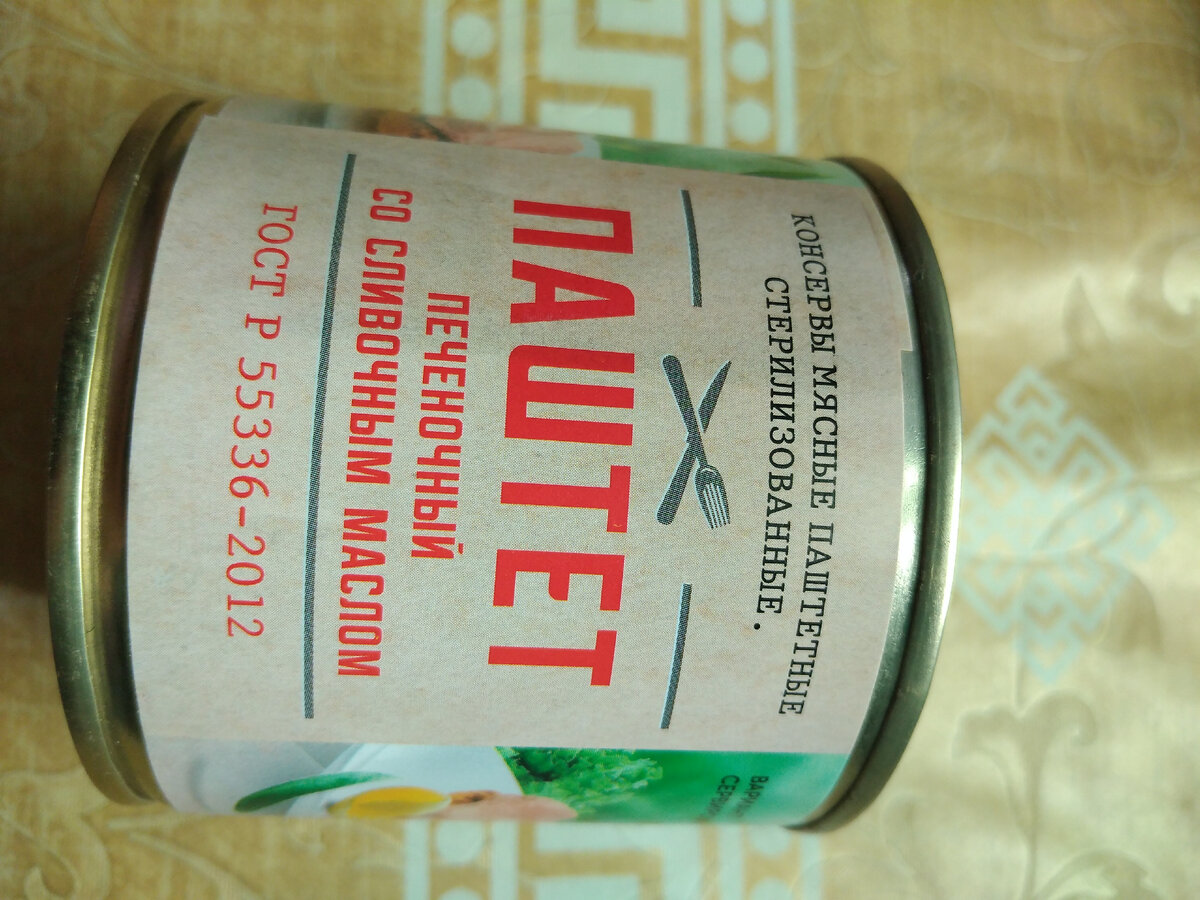 КОНСЕРВЫ МЯСНЫЕ ПАШТЕТНЫЕ
СТЕРИЛИЗОВАННЫЕ.
ПАШТЕТ
ПЕЧЕНОЧНЫЙ
СО СЛИВОЧНЫМ МАСЛОМ
ГОСТ Р 55336-2012